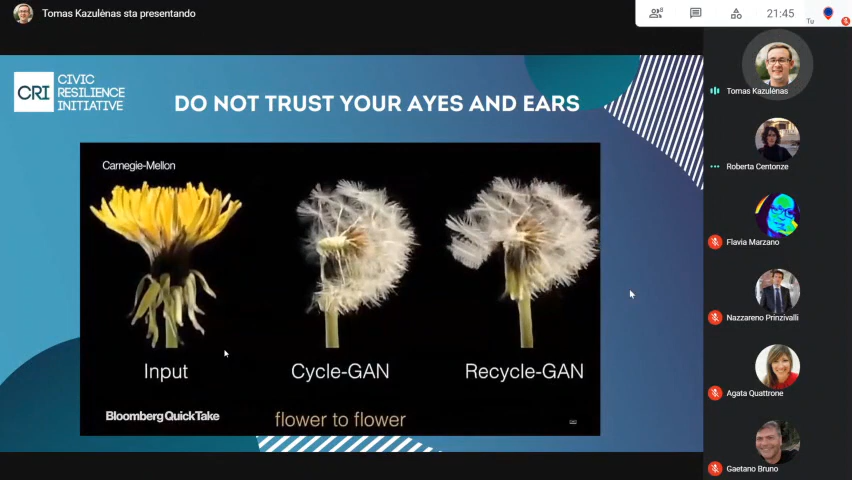 Tomas Kazulėnas sta presentando
8
21:45
Tu
CRI
CIVIC
RESILIENCE
INITIATIVE
DO NOT TRUST YOUR AYES AND EARS
Carnegie-Mellon
Input
Cycle-GAN
Recycle-GAN
Bloomberg QuickTake
flower to flower
Tomas Kazulėnas
Roberta Centonze
Flavia Marzano
Nazzareno Prinzivalli
Agata Quattrone
Gaetano Bruno